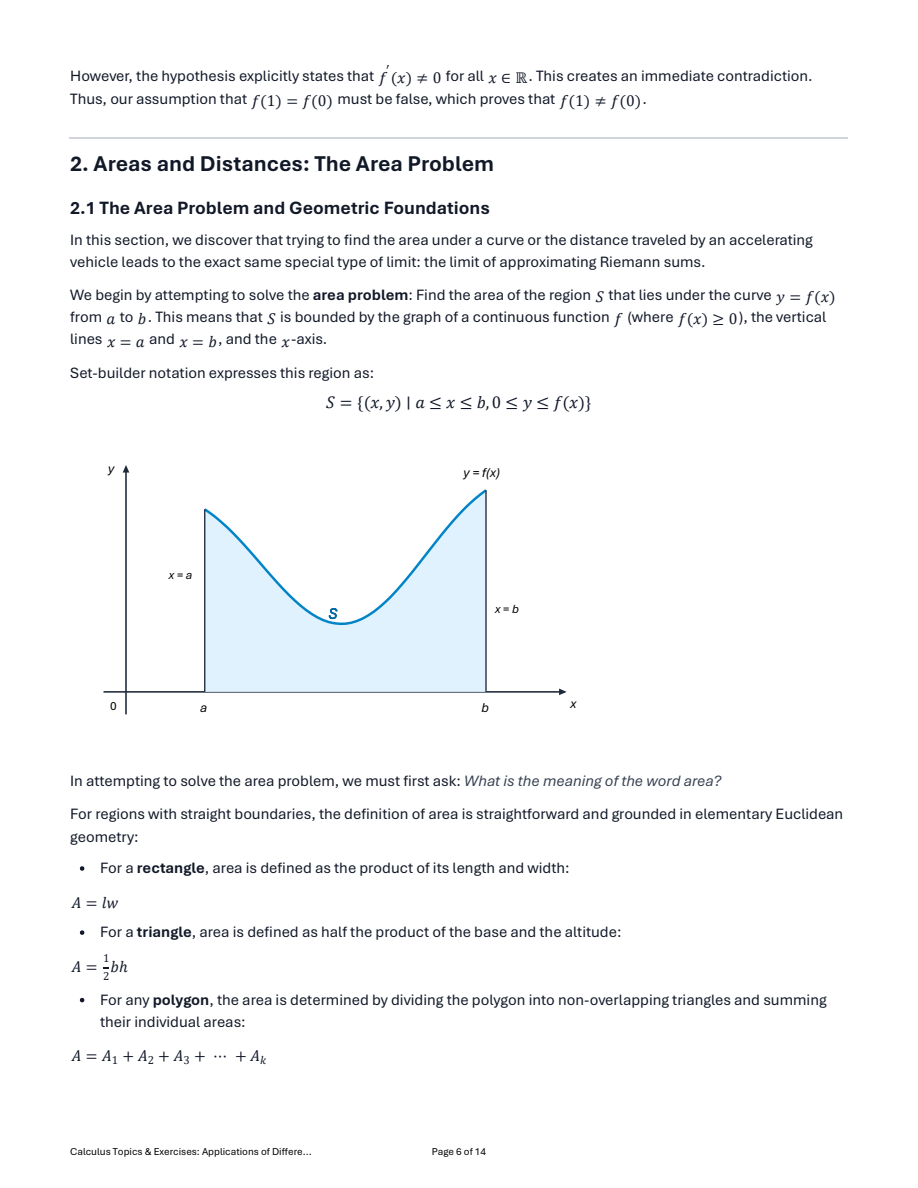 However, the hypothesis explicitly states that f′(x) ≠ 0 for all x ∈ ℝ. This creates an immediate contradiction.
Thus, our assumption that f(1) = f(0) must be false, which proves that f(1) ≠ f(0).
2. Areas and Distances: The Area Problem
2.1 The Area Problem and Geometric Foundations
In this section, we discover that trying to find the area under a curve or the distance traveled by an accelerating
vehicle leads to the exact same special type of limit: the limit of approximating Riemann sums.
We begin by attempting to solve the area problem: Find the area of the region S that lies under the curve y = f(x)
from a to b. This means that S is bounded by the graph of a continuous function f (where f(x) ≥ 0), the vertical
lines x = a and x = b, and the x-axis.
Set-builder notation expresses this region as:
S = {(x, y) | a ≤ x ≤ b, 0 ≤ y ≤ f(x)}
y
y = f(x)
x = a
S
x = b
0
a
b
x
In attempting to solve the area problem, we must first ask: What is the meaning of the word area?
For regions with straight boundaries, the definition of area is straightforward and grounded in elementary Euclidean
geometry:
• For a rectangle, area is defined as the product of its length and width:
A = lw
• For a triangle, area is defined as half the product of the base and the altitude:
A = 1/2 bh
• For any polygon, the area is determined by dividing the polygon into non-overlapping triangles and summing
their individual areas:
A = A₁ + A₂ + A₃ + ⋯ + Aₖ
Calculus Topics & Exercises: Applications of Differe... Page 6 of 14